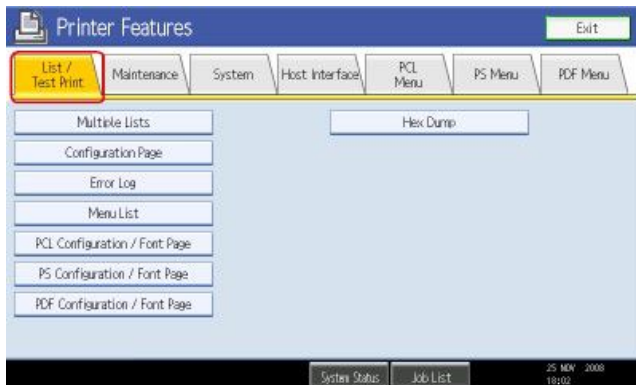 Printer Features
Exit
List /
Test Print
Maintenance
System
Host Interface
PCL
Menu
PS Menu
PDF Menu
Multiple Lists
Hex Dump
Configuration Page
Error Log
Menu List
PCL Configuration / Font Page
PS Configuration / Font Page
PDF Configuration / Font Page
System Status
Job List
25 NOV 2008
18:02